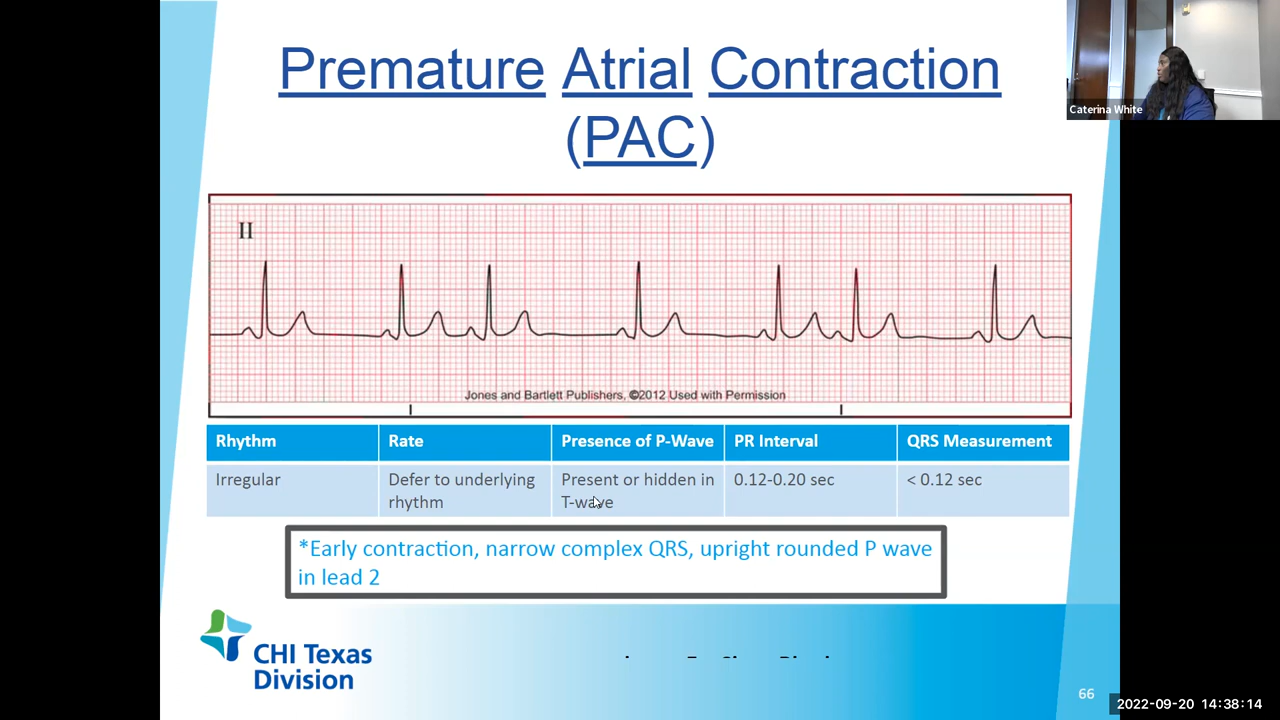 Premature Atrial Contraction
(PAC)
Caterina White
II
Jones and Bartlett Publishers, ©2012 Used with Permission
Rhythm Rate Presence of P-Wave PR Interval QRS Measurement
Irregular Defer to underlying Present or hidden in 0.12-0.20 sec < 0.12 sec
rhythm T-wave
*Early contraction, narrow complex QRS, upright rounded P wave
in lead 2
CHI Texas
Division
66
2022-09-20 14:38:14